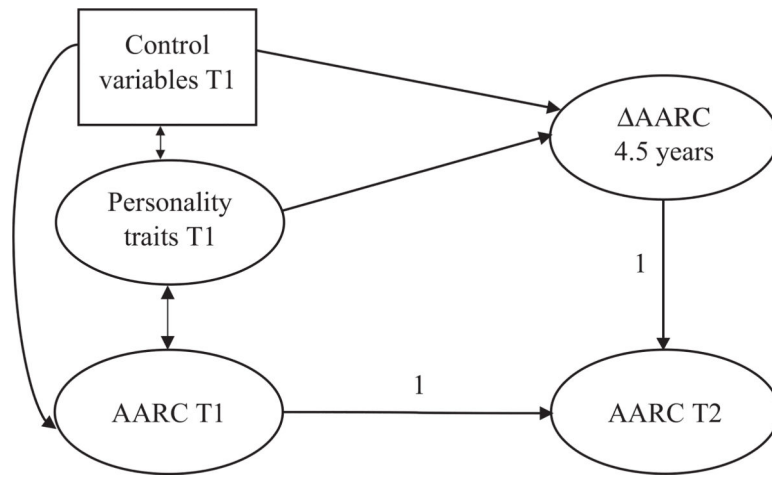 Control
variables T1
ΔAARC
4.5 years
Personality
traits T1
1
1
AARC T1
AARC T2